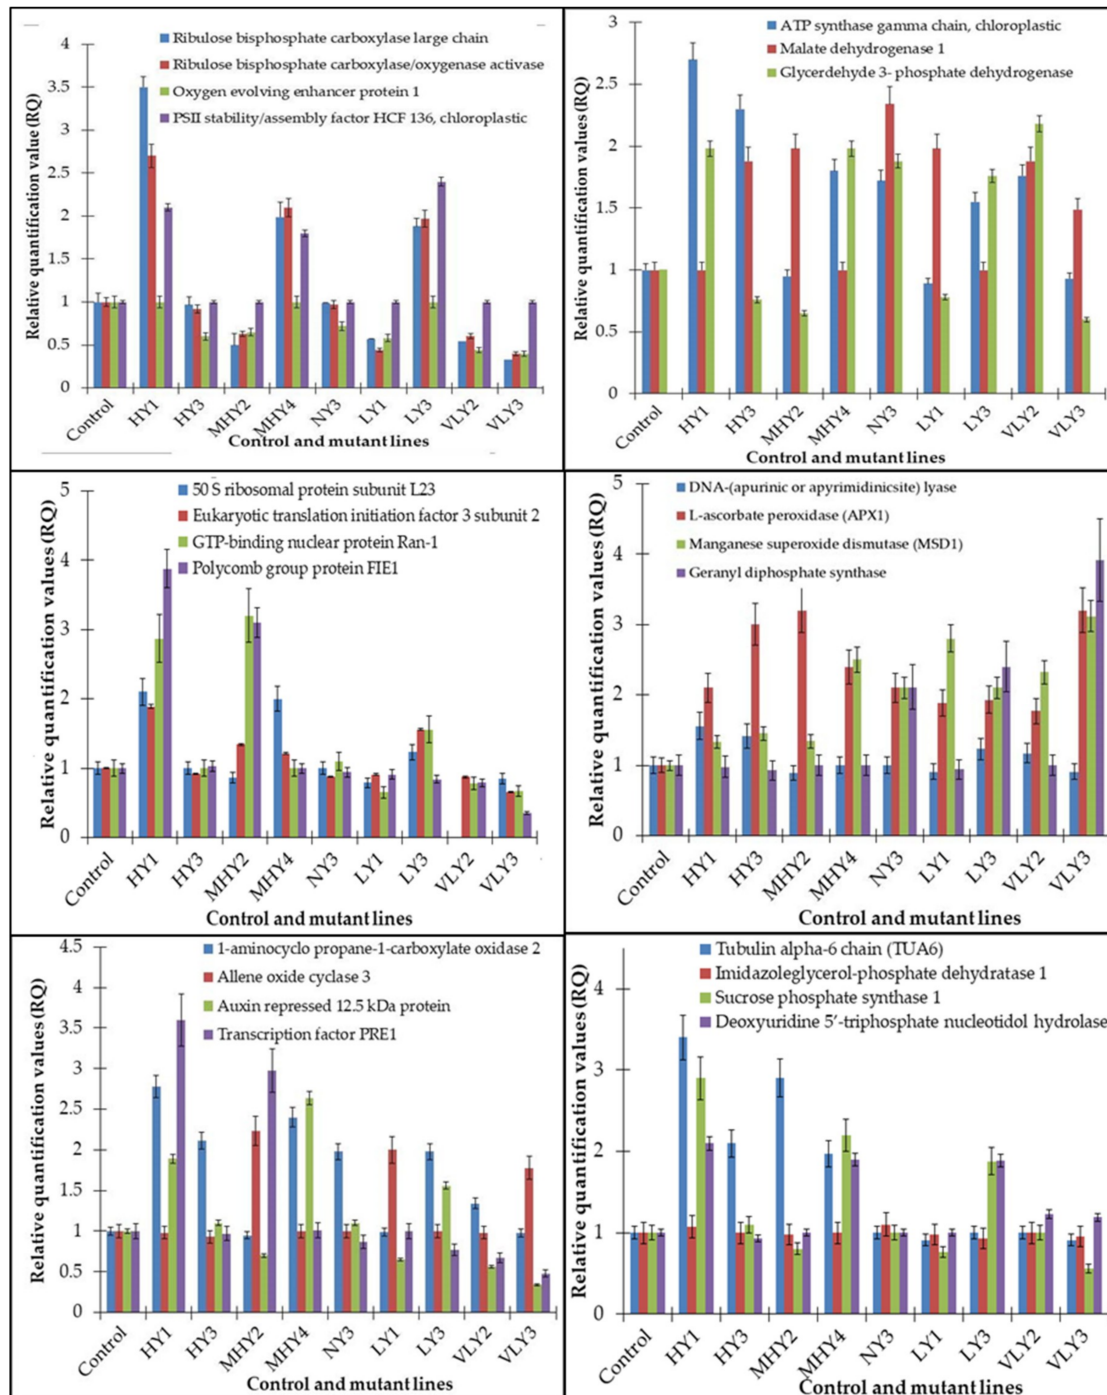 Relative quantification value (RQ)
4
3.5
3
2.5
2
1.5
1
0.5
0
Ribulose bisphosphate carboxylase large chain
Ribulose bisphosphate carboxylase/oxygenase activase
Oxygen evolving enhancer protein 1
PSII stability/assembly factor HCF 136, chloroplastic
Control HY1 HY3 MHY2 MHY4 NY3 LY1 LY3 VLY2 VLY3
Control and mutant lines
Relative quantification values (RQ)
3
2.5
2
1.5
1
0.5
0
ATP synthase gamma chain, chloroplastic
Malate dehydrogenase 1
Glycerdehyde 3- phosphate dehydrogenase
Control HY1 HY3 MHY2 MHY4 NY3 LY1 LY3 VLY2 VLY3
Control and mutant lines
Relative quantification values (RQ)
5
4
3
2
1
0
50 S ribosomal protein subunit L23
Eukaryotic translation initiation factor 3 subunit 2
GTP-binding nuclear protein Ran-1
Polycomb group protein FIE1
Control HY1 HY3 MHY2 MHY4 NY3 LY1 LY3 VLY2 VLY3
Control and mutant lines
Relative quantification values (RQ)
5
4
3
2
1
0
DNA-(apurinic or apyrimidinicsite) lyase
L-ascorbate peroxidase (APX1)
Manganese superoxide dismutase (MSD1)
Geranyl diphosphate synthase
Control HY1 HY3 MHY2 MHY4 NY3 LY1 LY3 VLY2 VLY3
Control and mutant lines
Relative quantification values (RQ)
4.5
4
3.5
3
2.5
2
1.5
1
0.5
0
1-aminocyclo propane-1-carboxylate oxidase 2
Allene oxide cyclase 3
Auxin repressed 12.5 kDa protein
Transcription factor PRE1
Control HY1 HY3 MHY2 MHY4 NY3 LY1 LY3 VLY2 VLY3
Control and mutant lines
Relative quantification values (RQ)
4
3
2
1
0
Tubulin alpha-6 chain (TUA6)
Imidazoleglycerol-phosphate dehydratase 1
Sucrose phosphate synthase 1
Deoxyuridine 5′-triphosphate nucleotidol hydrolase
Control HY1 HY3 MHY2 MHY4 NY3 LY1 LY3 VLY2 VLY3
Control and mutant lines